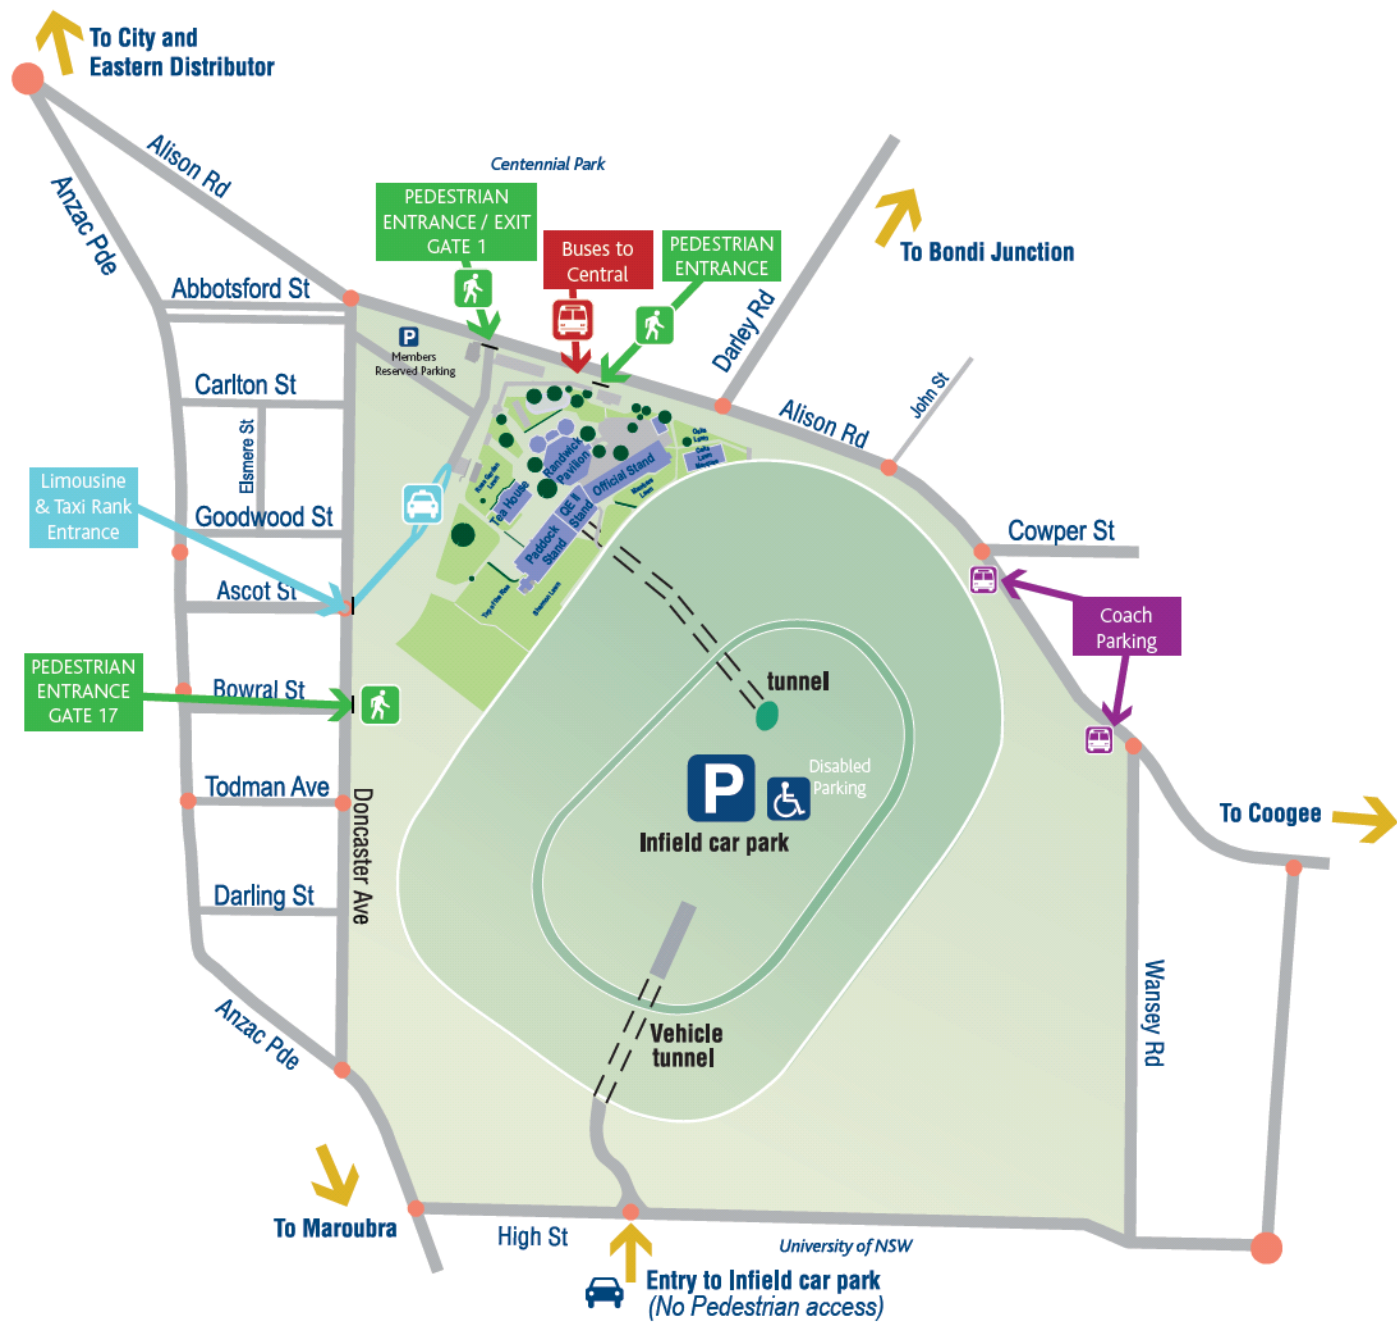 To City and
Eastern Distributor
Alison Rd
Anzac Pde
Centennial Park
PEDESTRIAN
ENTRANCE / EXIT
GATE 1
Buses to
Central
PEDESTRIAN
ENTRANCE
To Bondi Junction
Abbotsford St
P
Members
Reserved Parking
Darley Rd
John St
Alison Rd
Carlton St
Elsmere St
Limousine
& Taxi Rank
Entrance
Goodwood St
Randwick
Pavilion
Official Stand
Tea House
QE II
Stand
Paddock
Stand
Cowper St
Ascot St
Coach
Parking
PEDESTRIAN
ENTRANCE
GATE 17
Bowral St
tunnel
Todman Ave
Doncaster Ave
P
Disabled
Parking
Infield car park
To Coogee
Darling St
Anzac Pde
Vehicle
tunnel
Wansey Rd
To Maroubra
High St
University of NSW
Entry to Infield car park
(No Pedestrian access)